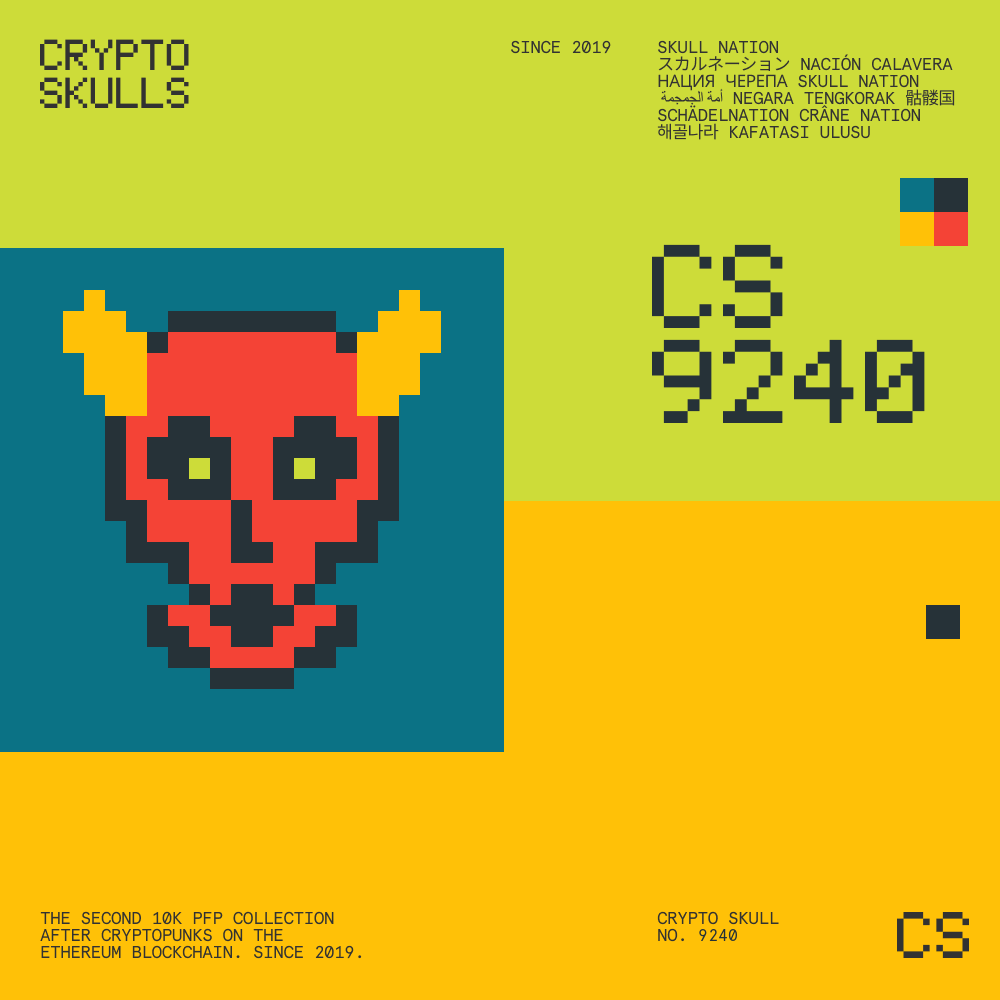 CRYPTO
SKULLS
SINCE 2019
SKULL NATION
スカルネーション NACIÓN CALAVERA
НАЦИЯ ЧЕРЕПА SKULL NATION
أمة الجمجمة NEGARA TENGKORAK 骷髅国
SCHÄDELNATION CRÂNE NATION
해골나라 KAFATASI ULUSU
CS
9240
THE SECOND 10K PFP COLLECTION
AFTER CRYPTOPUNKS ON THE
ETHEREUM BLOCKCHAIN. SINCE 2019.
CRYPTO SKULL
NO. 9240
CS